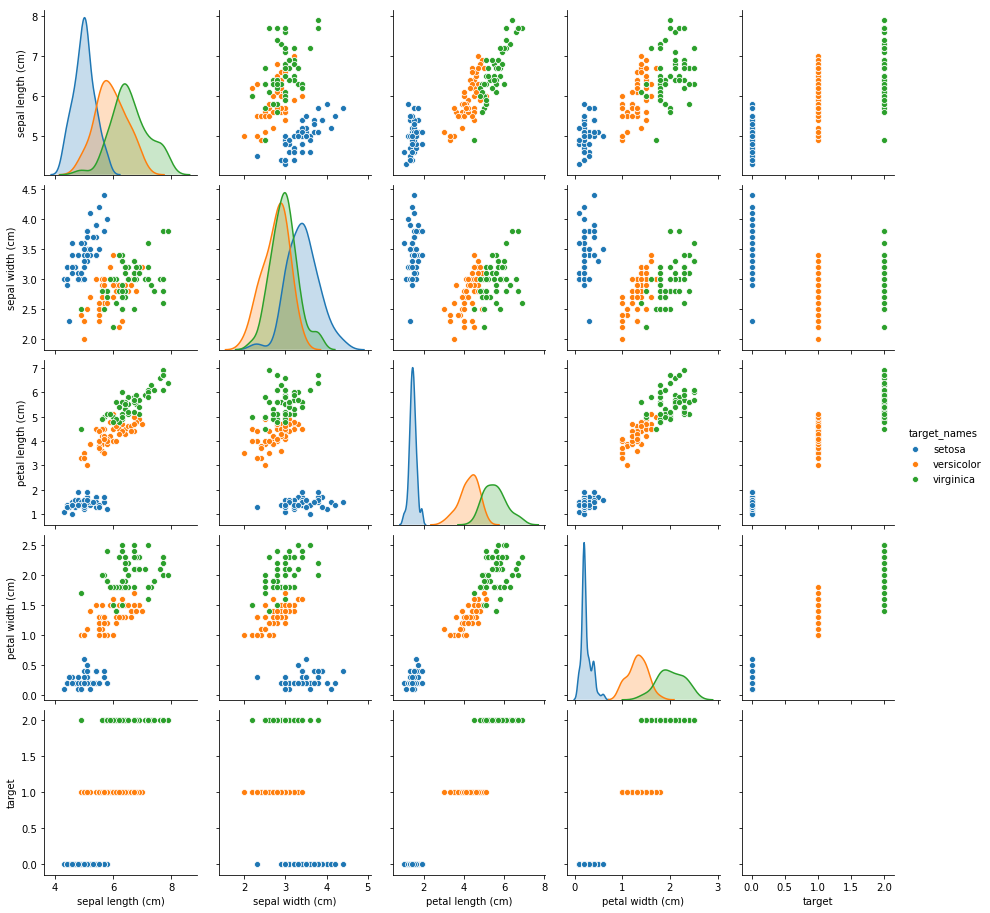 8
7
6
5
sepal length (cm)
4.5
4.0
3.5
3.0
2.5
2.0
sepal width (cm)
7
6
5
4
3
2
1
petal length (cm)
target_names
setosa
versicolor
virginica
2.5
2.0
1.5
1.0
0.5
0.0
petal width (cm)
2.0
1.5
1.0
0.5
0.0
target
4 6 8
sepal length (cm)
2 3 4 5
sepal width (cm)
2 4 6 8
petal length (cm)
0 1 2 3
petal width (cm)
0.0 0.5 1.0 1.5 2.0
target